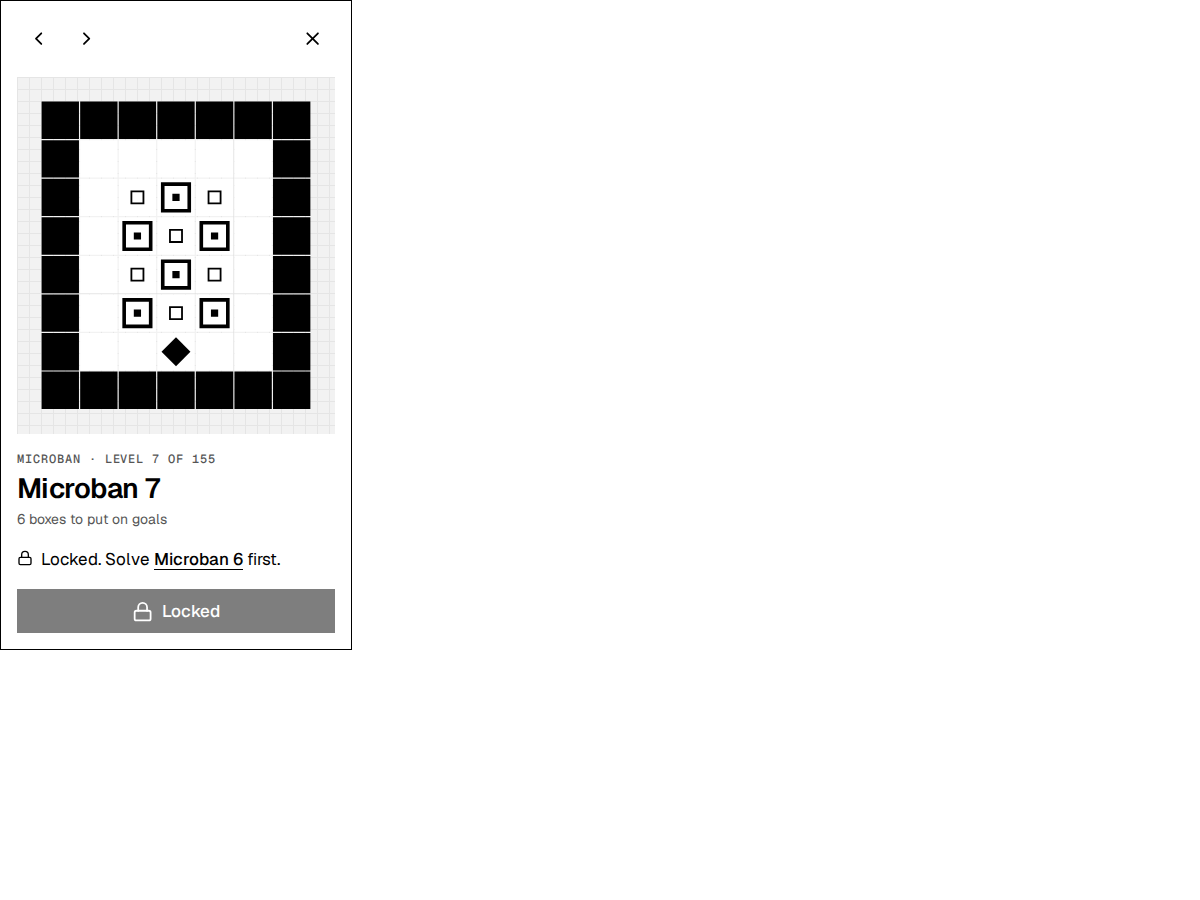 MICROBAN · LEVEL 7 OF 155
Microban 7
6 boxes to put on goals
Locked. Solve Microban 6 first.
Locked